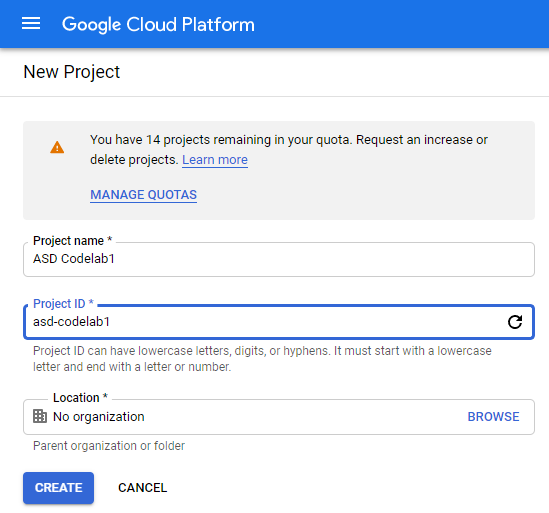 Google Cloud Platform
New Project
You have 14 projects remaining in your quota. Request an increase or
delete projects. Learn more
MANAGE QUOTAS
Project name *
ASD Codelab1
Project ID *
asd-codelab1
Project ID can have lowercase letters, digits, or hyphens. It must start with a lowercase
letter and end with a letter or number.
Location *
No organization
BROWSE
Parent organization or folder
CREATE
CANCEL